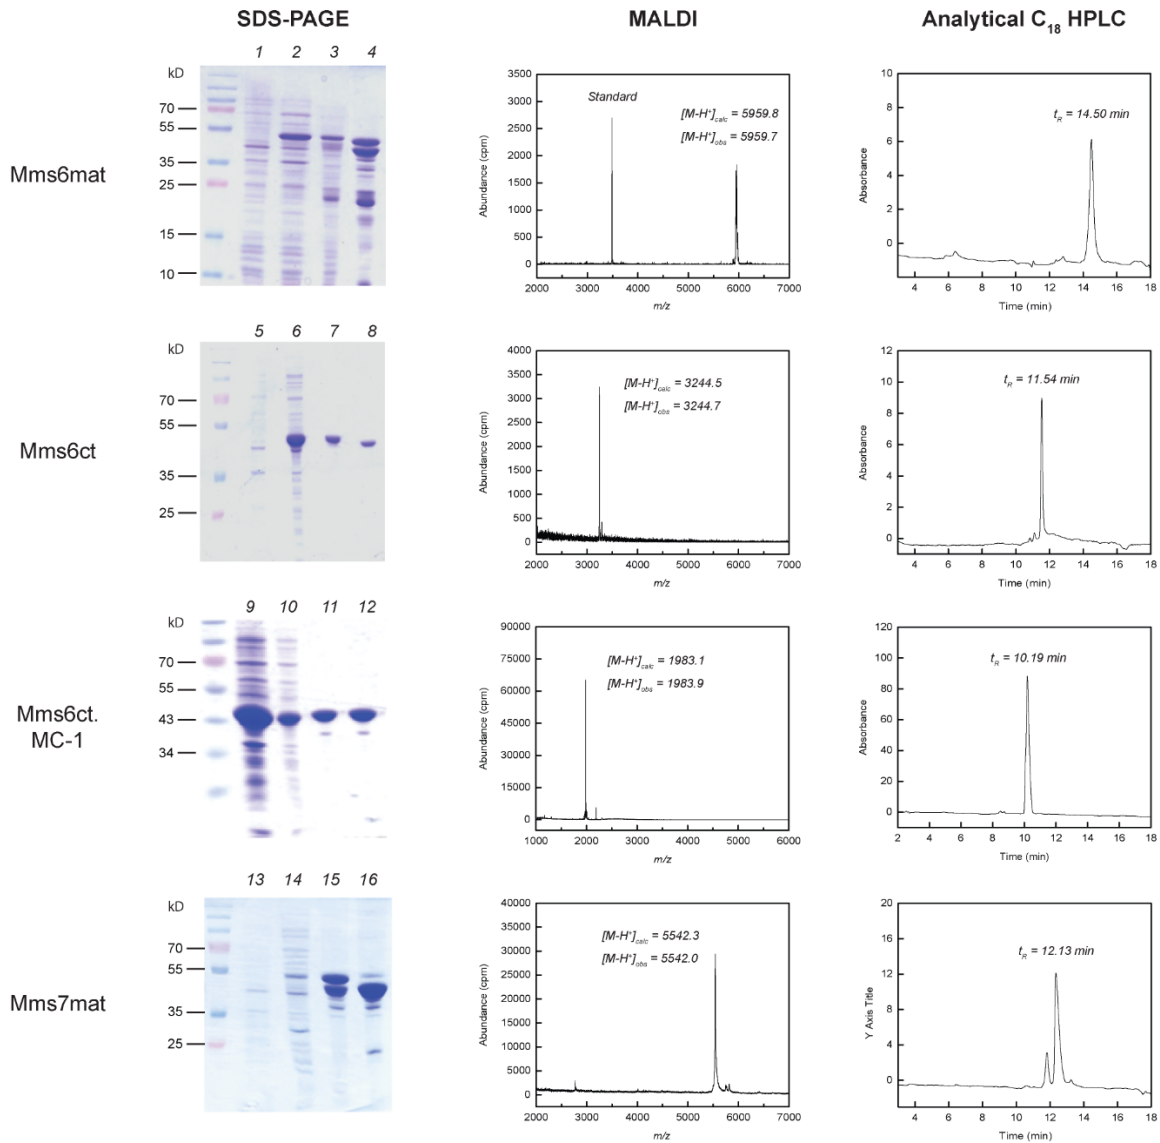 SDS-PAGE MALDI Analytical C18 HPLC
Mms6mat
1 2 3 4
kD
70
55
35
25
15
10
3500
3000
2500
2000
1500
1000
500
0
Abundance (cpm)
Standard
[M-H+]calc = 5959.8
[M-H+]obs = 5959.7
2000 3000 4000 5000 6000 7000
m/z
10
8
6
4
2
0
Absorbance
tR = 14.50 min
4 6 8 10 12 14 16 18
Time (min)
Mms6ct
5 6 7 8
kD
70
55
35
25
4000
3500
3000
2500
2000
1500
1000
500
0
Abundance (cpm)
[M-H+]calc = 3244.5
[M-H+]obs = 3244.7
2000 3000 4000 5000 6000 7000
m/z
12
10
8
6
4
2
0
Absorbance
tR = 11.54 min
4 6 8 10 12 14 16 18
Time (min)
Mms6ct.
MC-1
9 10 11 12
kD
70
55
43
34
90000
75000
60000
45000
30000
15000
0
Abundance (cpm)
[M-H+]calc = 1983.1
[M-H+]obs = 1983.9
1000 2000 3000 4000 5000 6000
m/z
120
100
80
60
40
20
0
Absorbance
tR = 10.19 min
2 4 6 8 10 12 14 16 18
Time (min)
Mms7mat
13 14 15 16
kD
70
55
35
25
40000
35000
30000
25000
20000
15000
10000
5000
0
Abundance (cpm)
[M-H+]calc = 5542.3
[M-H+]obs = 5542.0
2000 3000 4000 5000 6000 7000
m/z
20
16
12
8
4
0
Y Axis Title
tR = 12.13 min
4 6 8 10 12 14 16 18
Time (min)